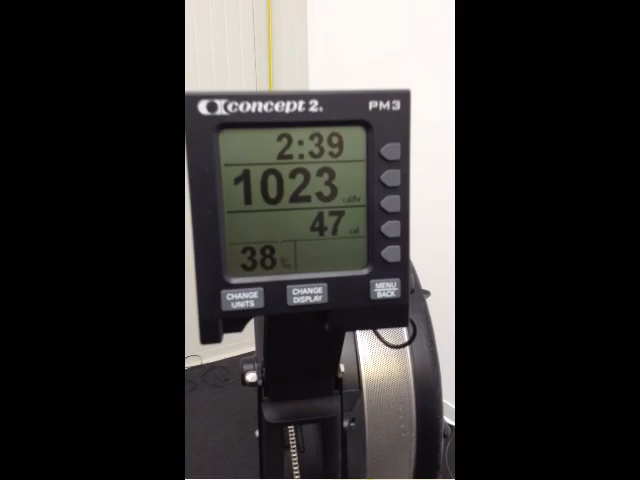 concept 2.
PM3
2:39
1023 cal/hr
47 cal
38
CHANGE UNITS
CHANGE DISPLAY
MENU BACK